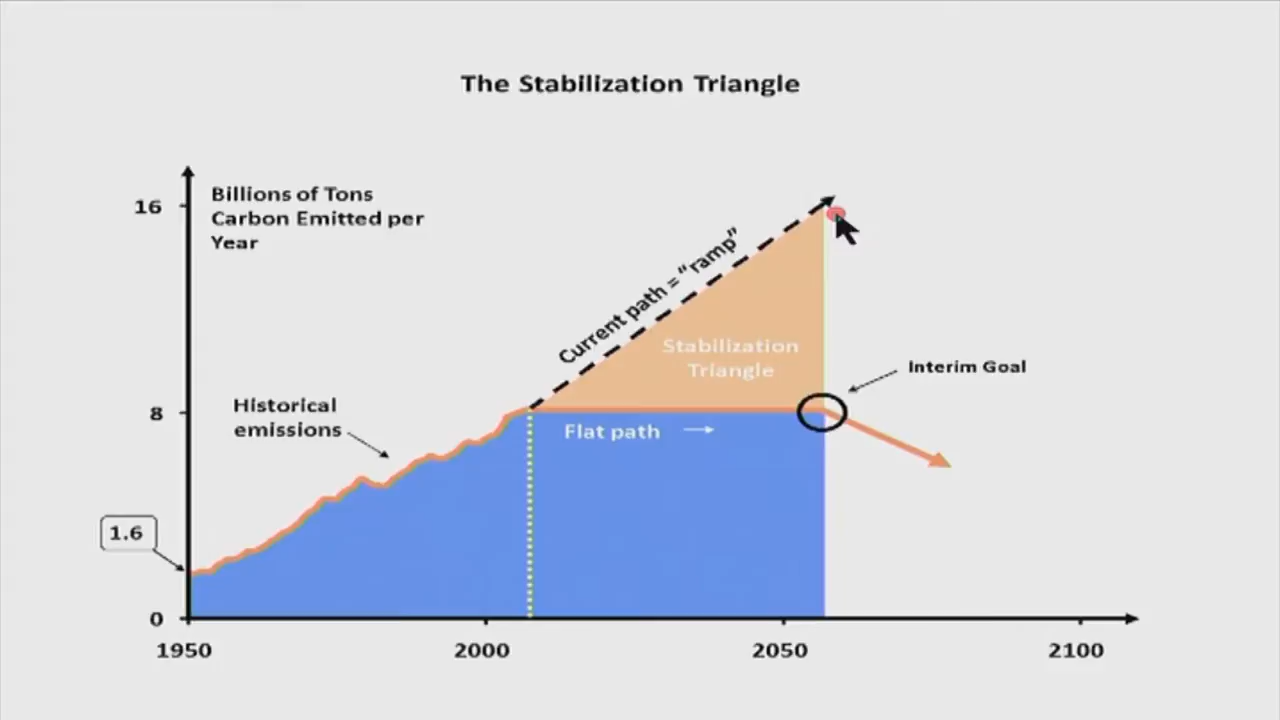 The Stabilization Triangle
Billions of Tons
Carbon Emitted per
Year
16
Current path = “ramp”
Stabilization
Triangle
Interim Goal
Historical
emissions
8
Flat path
1.6
0
1950
2000
2050
2100